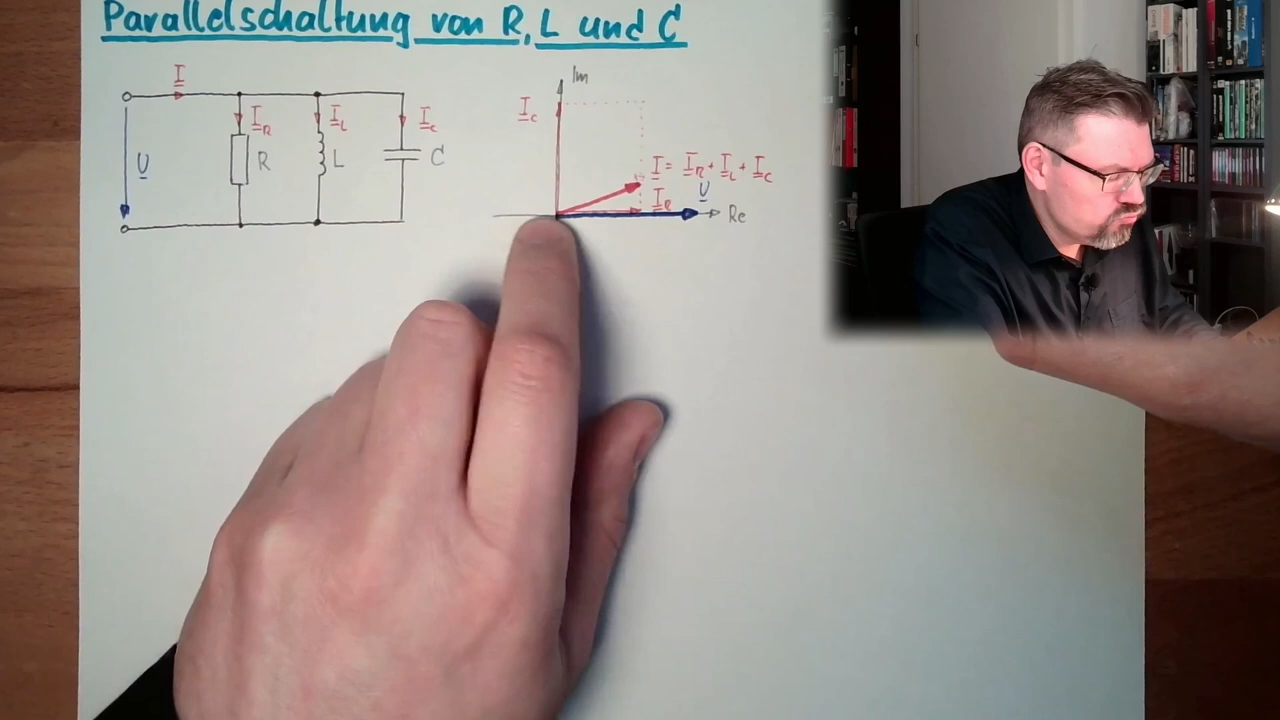 Parallelschaltung von R, L und C
I
I_R
I_L
I_C
U
R
L
C
Im
I_C
I = I_R + I_L + I_C
U
I_R
Re